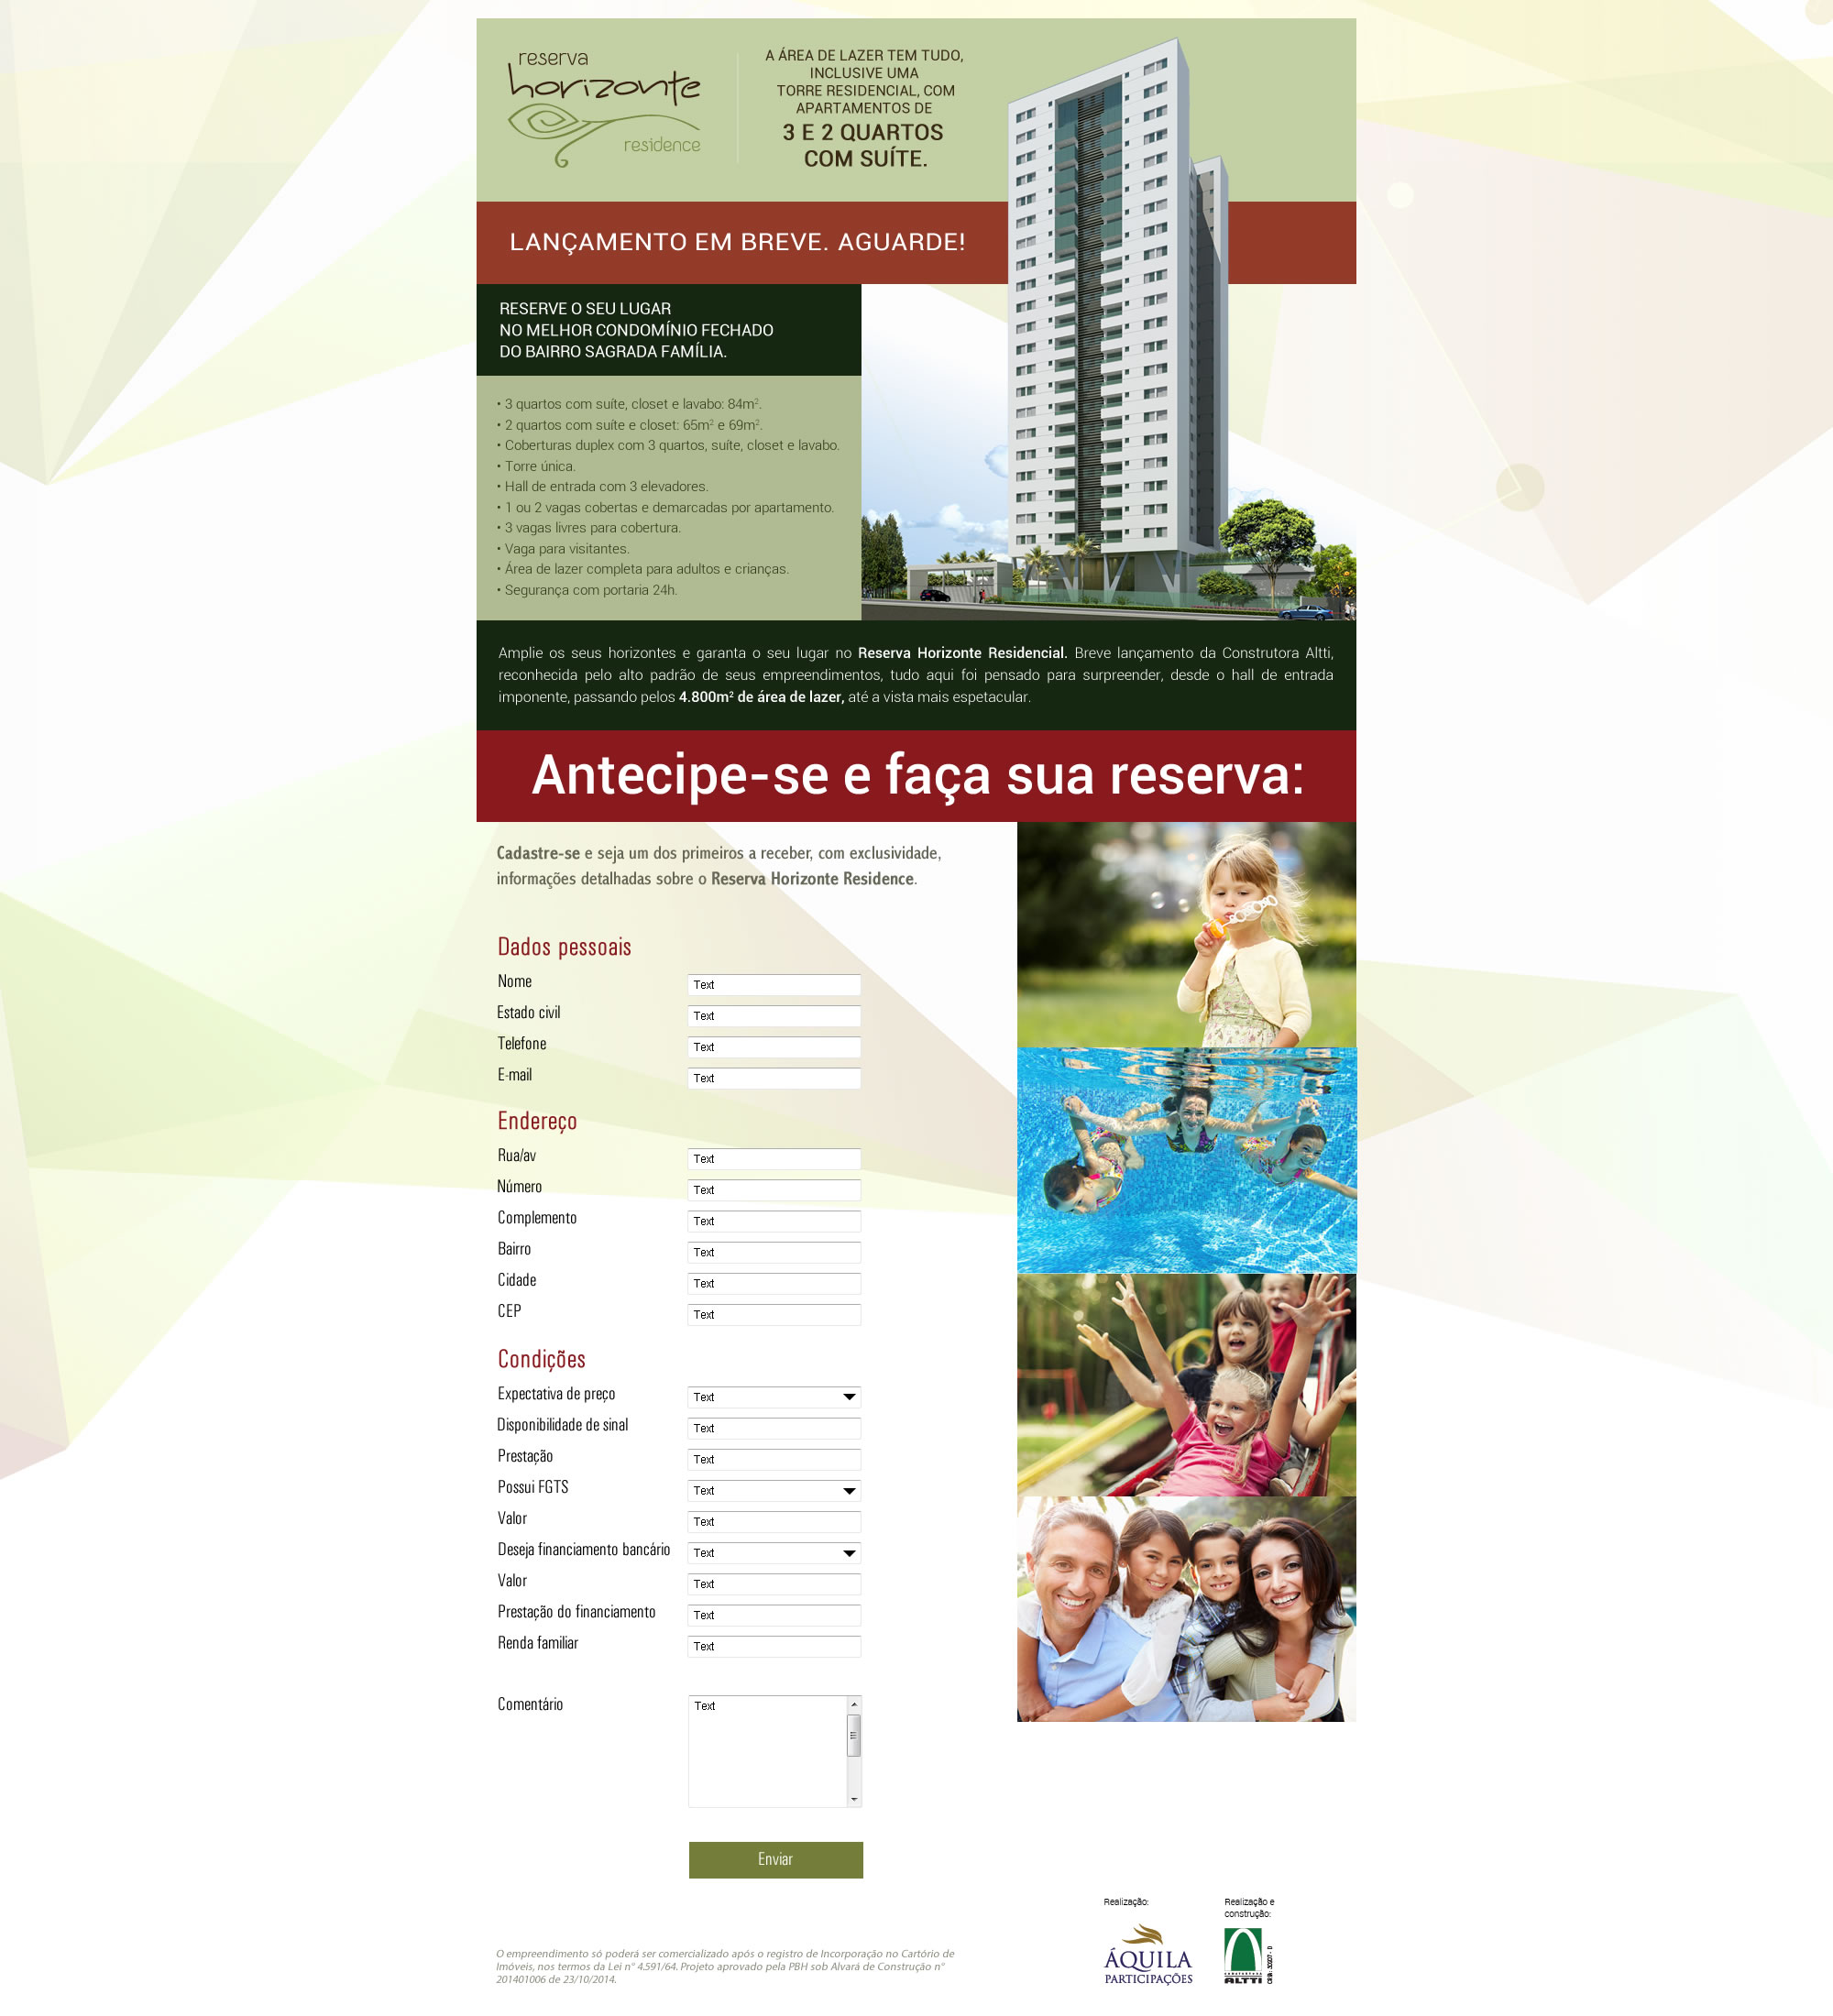 reserva
horizonte
residence
A ÁREA DE LAZER TEM TUDO,
INCLUSIVE UMA
TORRE RESIDENCIAL, COM
APARTAMENTOS DE
3 E 2 QUARTOS
COM SUÍTE.
LANÇAMENTO EM BREVE. AGUARDE!
RESERVE O SEU LUGAR
NO MELHOR CONDOMÍNIO FECHADO
DO BAIRRO SAGRADA FAMÍLIA.
• 3 quartos com suíte, closet e lavabo: 84m².
• 2 quartos com suíte e closet: 65m² e 69m².
• Coberturas duplex com 3 quartos, suíte, closet e lavabo.
• Torre única.
• Hall de entrada com 3 elevadores.
• 1 ou 2 vagas cobertas e demarcadas por apartamento.
• 3 vagas livres para cobertura.
• Vaga para visitantes.
• Área de lazer completa para adultos e crianças.
• Segurança com portaria 24h.
Amplie os seus horizontes e garanta o seu lugar no Reserva Horizonte Residencial. Breve lançamento da Construtora Altti,
reconhecida pelo alto padrão de seus empreendimentos, tudo aqui foi pensado para surpreender, desde o hall de entrada
imponente, passando pelos 4.800m² de área de lazer, até a vista mais espetacular.
Antecipe-se e faça sua reserva:
Cadastre-se e seja um dos primeiros a receber, com exclusividade,
informações detalhadas sobre o Reserva Horizonte Residence.
Dados pessoais
Nome Text
Estado civil Text
Telefone Text
E-mail Text
Endereço
Rua/av Text
Número Text
Complemento Text
Bairro Text
Cidade Text
CEP Text
Condições
Expectativa de preço Text
Disponibilidade de sinal Text
Prestação Text
Possui FGTS Text
Valor Text
Deseja financiamento bancário Text
Valor Text
Prestação do financiamento Text
Renda familiar Text
Comentário Text
Enviar
Realização:
ÁQUILA
PARTICIPAÇÕES
Realização e
construção:
ALTTI
O empreendimento só poderá ser comercializado após o registro de Incorporação no Cartório de
Imóveis, nos termos da Lei n° 4.591/64. Projeto aprovado pela PBH sob Alvará de Construção n°
201401006 de 23/10/2014.